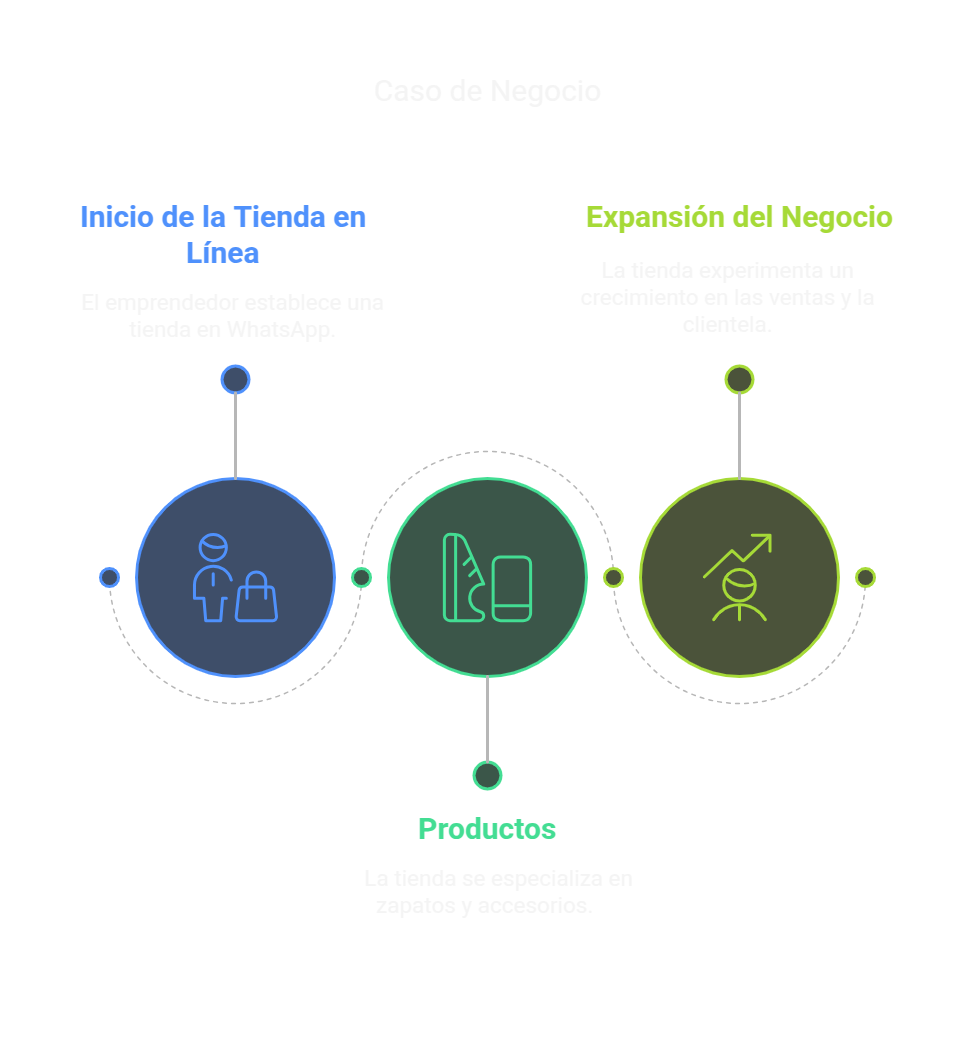 Caso de Negocio
Inicio de la Tienda en
Línea
El emprendedor establece una
tienda en WhatsApp.
Expansión del Negocio
La tienda experimenta un
crecimiento en las ventas y la
clientela.
Productos
La tienda se especializa en
zapatos y accesorios.